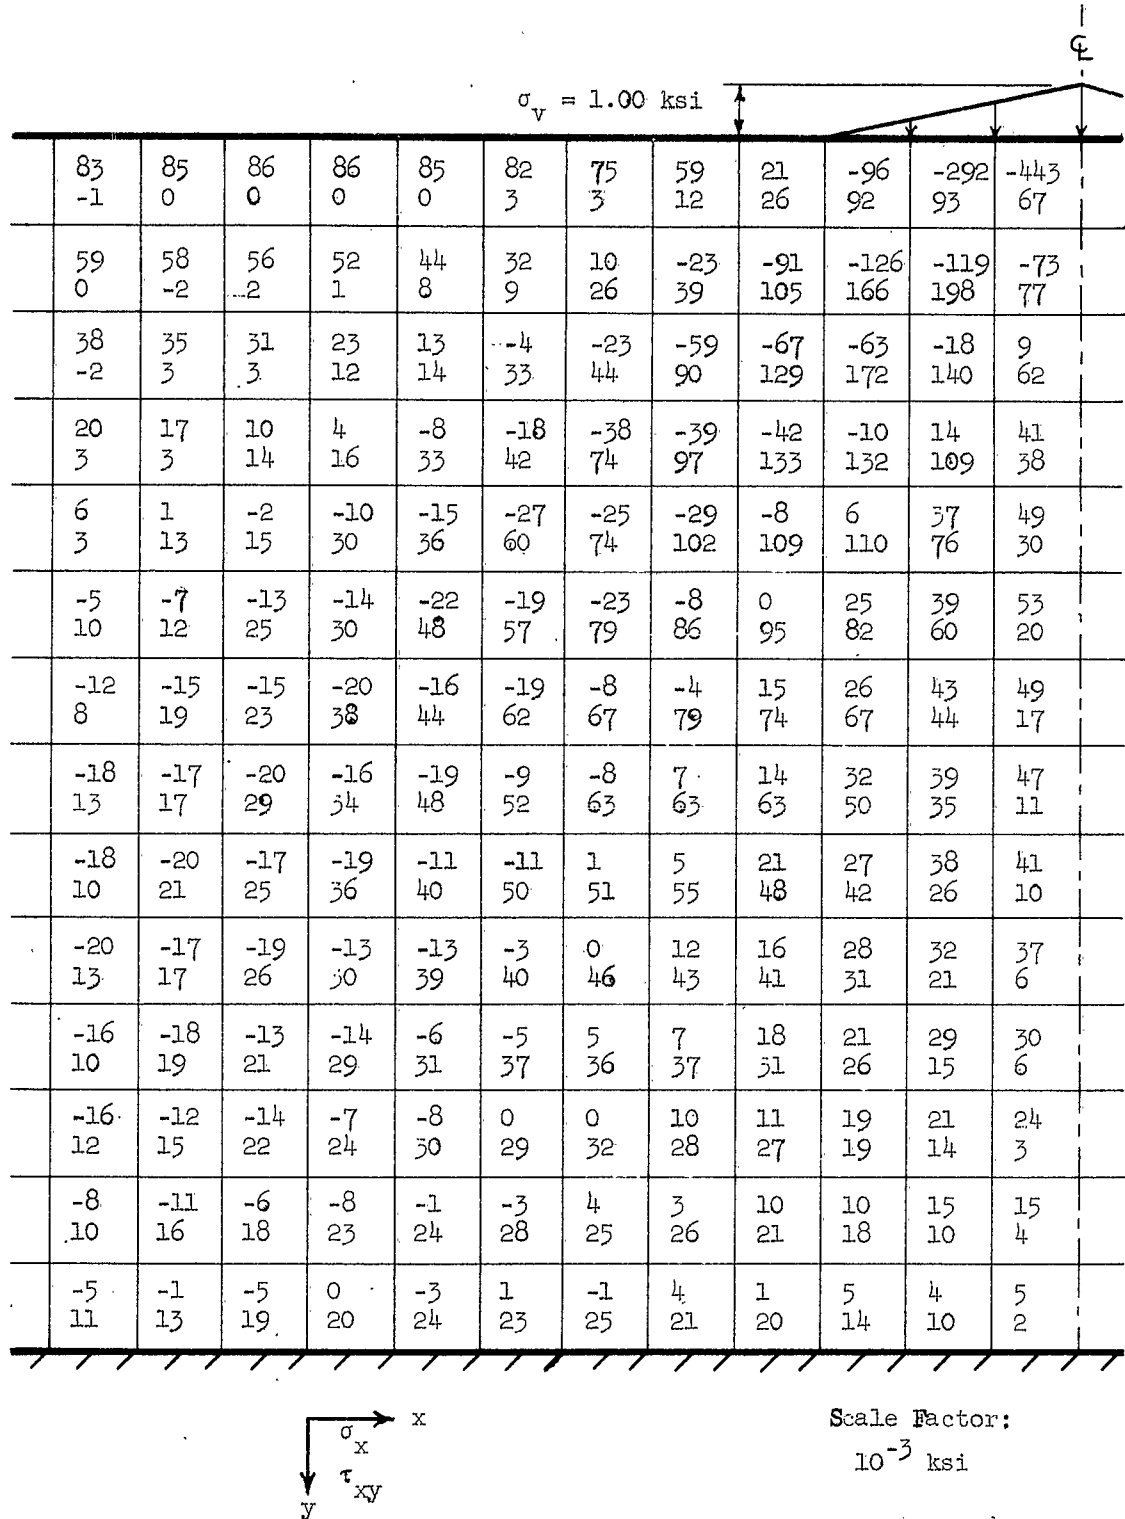 ℄
σv = 1.00 ksi
83 85 86 86 85 82 75 59 21 -96 -292 -443
-1 0 0 0 0 3 3 12 26 92 93 67
59 58 56 52 44 32 10 -23 -91 -126 -119 -73
0 -2 2 1 8 9 26 39 105 166 198 77
38 35 31 23 13 -4 -23 -59 -67 -63 -18 9
-2 3 3 12 14 33 44 90 129 172 140 62
20 17 10 4 -8 -18 -38 -39 -42 -10 14 41
3 3 14 16 33 42 74 97 133 132 109 38
6 1 -2 -10 -15 -27 -25 -29 -8 6 37 49
3 13 15 30 36 60 74 102 109 110 76 30
-5 -7 -13 -14 -22 -19 -23 -8 0 25 39 53
10 12 25 30 48 57 79 86 95 82 60 20
-12 -15 -15 -20 -16 -19 -8 -4 15 26 43 49
8 19 23 38 44 62 67 79 74 67 44 17
-18 -17 -20 -16 -19 -9 -8 7 14 32 39 47
13 17 29 34 48 52 63 63 63 50 35 11
-18 -20 -17 -19 -11 -11 1 5 21 27 38 41
10 21 25 36 40 50 51 55 48 42 26 10
-20 -17 -19 -13 -13 -3 0 12 16 28 32 37
13 17 26 30 39 40 46 43 41 31 21 6
-16 -18 -13 -14 -6 -5 5 7 18 21 29 30
10 19 21 29 31 37 36 37 31 26 15 6
-16 -12 -14 -7 -8 0 0 10 11 19 21 24
12 15 22 24 30 29 32 28 27 19 14 3
-8 -11 -6 -8 -1 -3 4 3 10 10 15 15
10 16 18 23 24 28 25 26 21 18 10 4
-5 -1 -5 0 -3 1 -1 4 1 5 4 5
11 13 19 20 24 23 25 21 20 14 10 2
x
σx
τxy
y
Scale Factor:
10⁻³ ksi